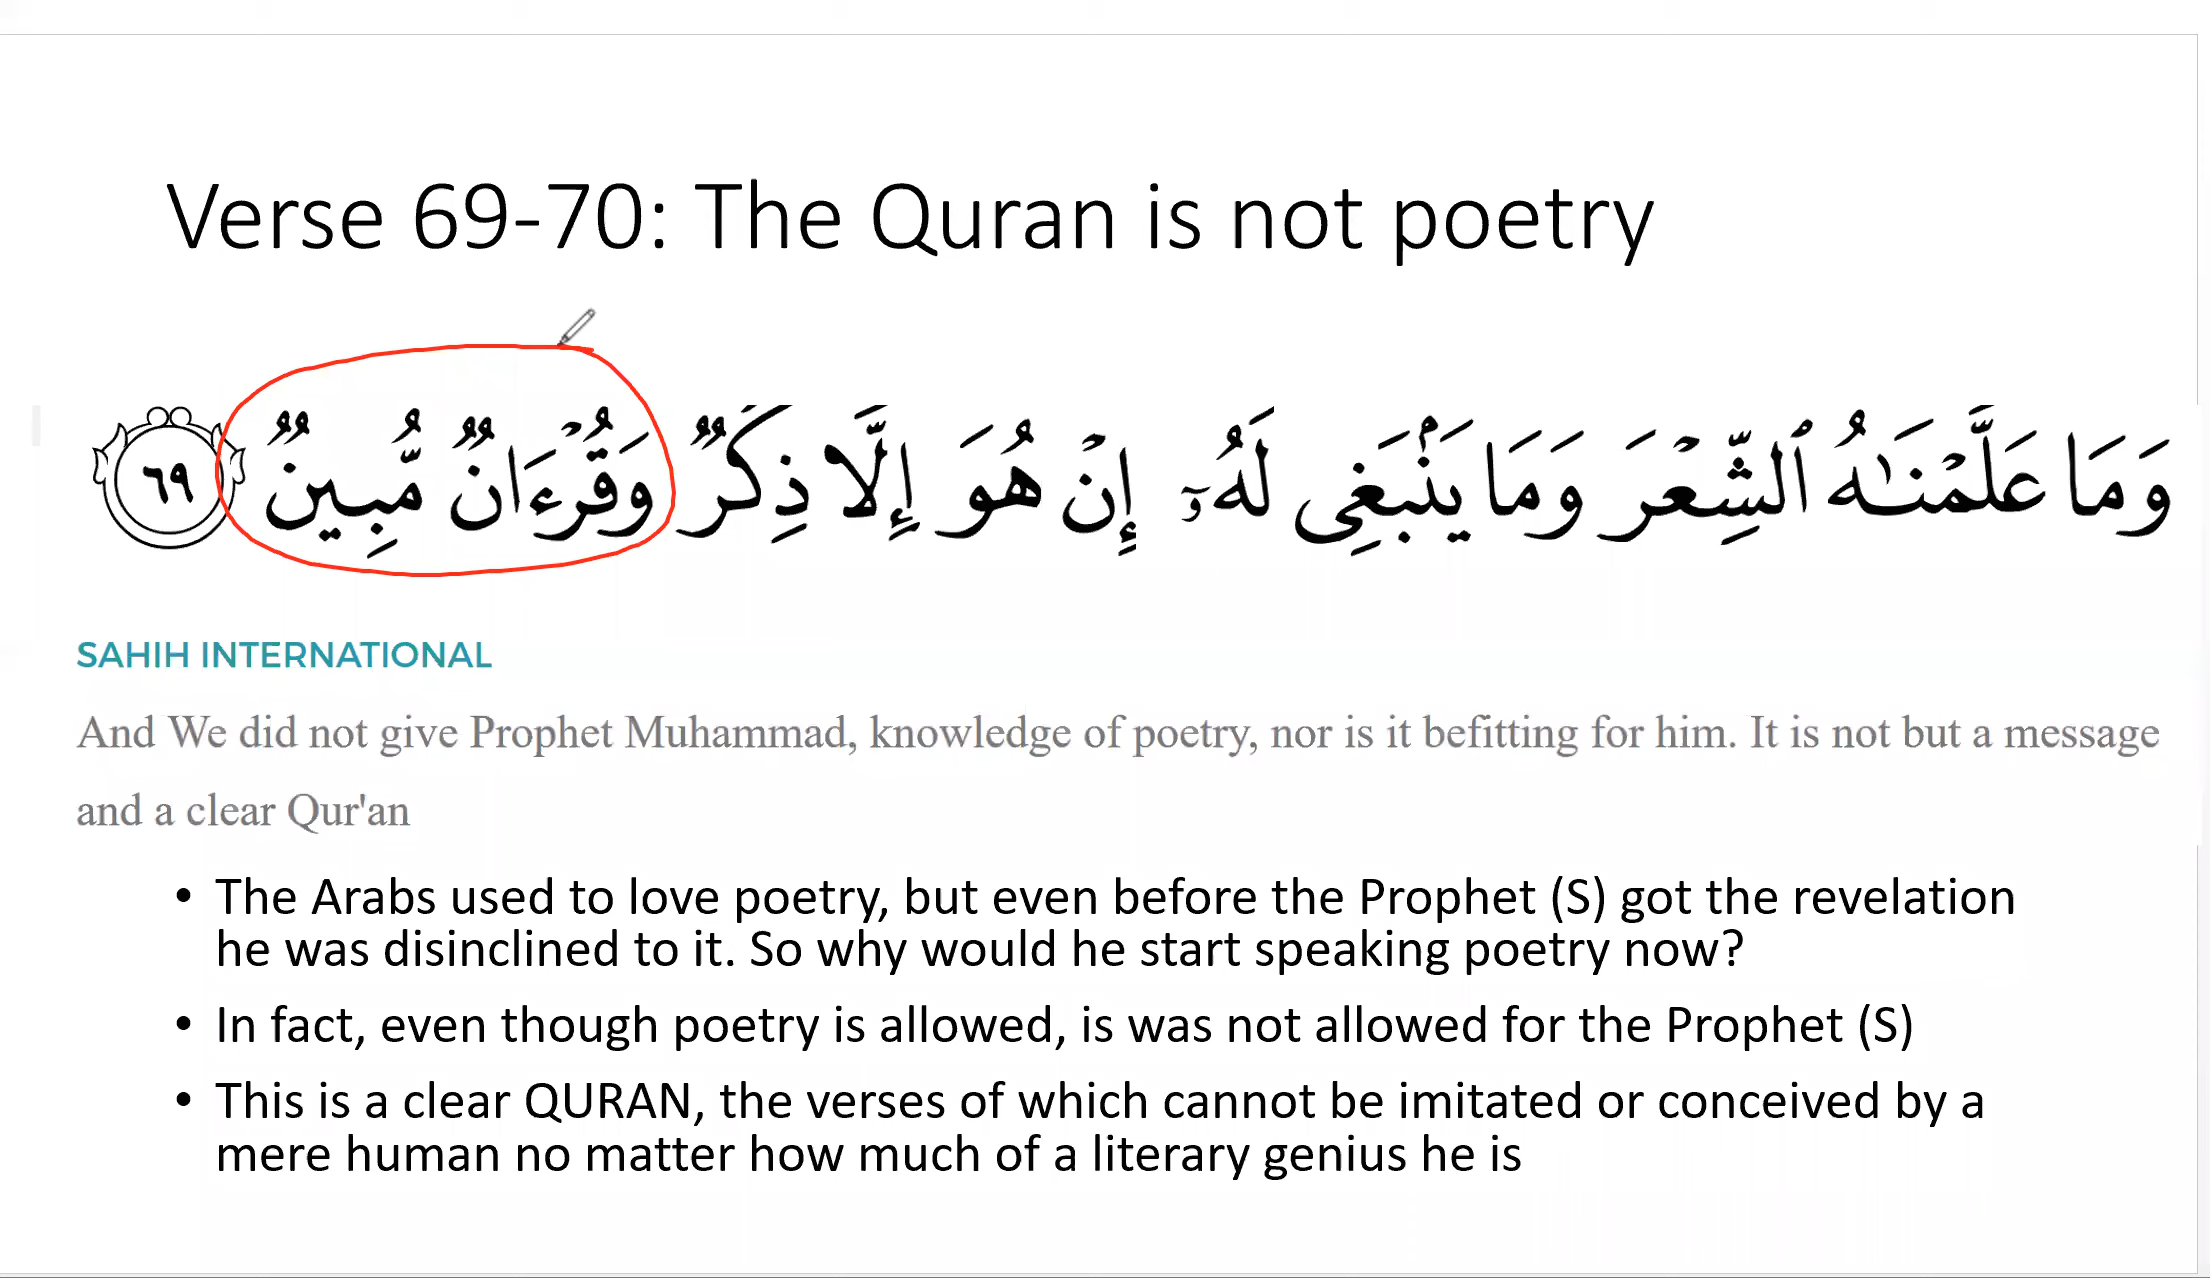 Verse 69-70: The Quran is not poetry
وَمَا عَلَّمْنَـٰهُ ٱلشِّعْرَ وَمَا يَنۢبَغِى لَهُۥٓ ۚ إِنْ هُوَ إِلَّا ذِكْرٌ وَقُرْءَانٌ مُّبِينٌ ٦٩
SAHIH INTERNATIONAL
And We did not give Prophet Muhammad, knowledge of poetry, nor is it befitting for him. It is not but a message
and a clear Qur'an
• The Arabs used to love poetry, but even before the Prophet (S) got the revelation
he was disinclined to it. So why would he start speaking poetry now?
• In fact, even though poetry is allowed, is was not allowed for the Prophet (S)
• This is a clear QURAN, the verses of which cannot be imitated or conceived by a
mere human no matter how much of a literary genius he is